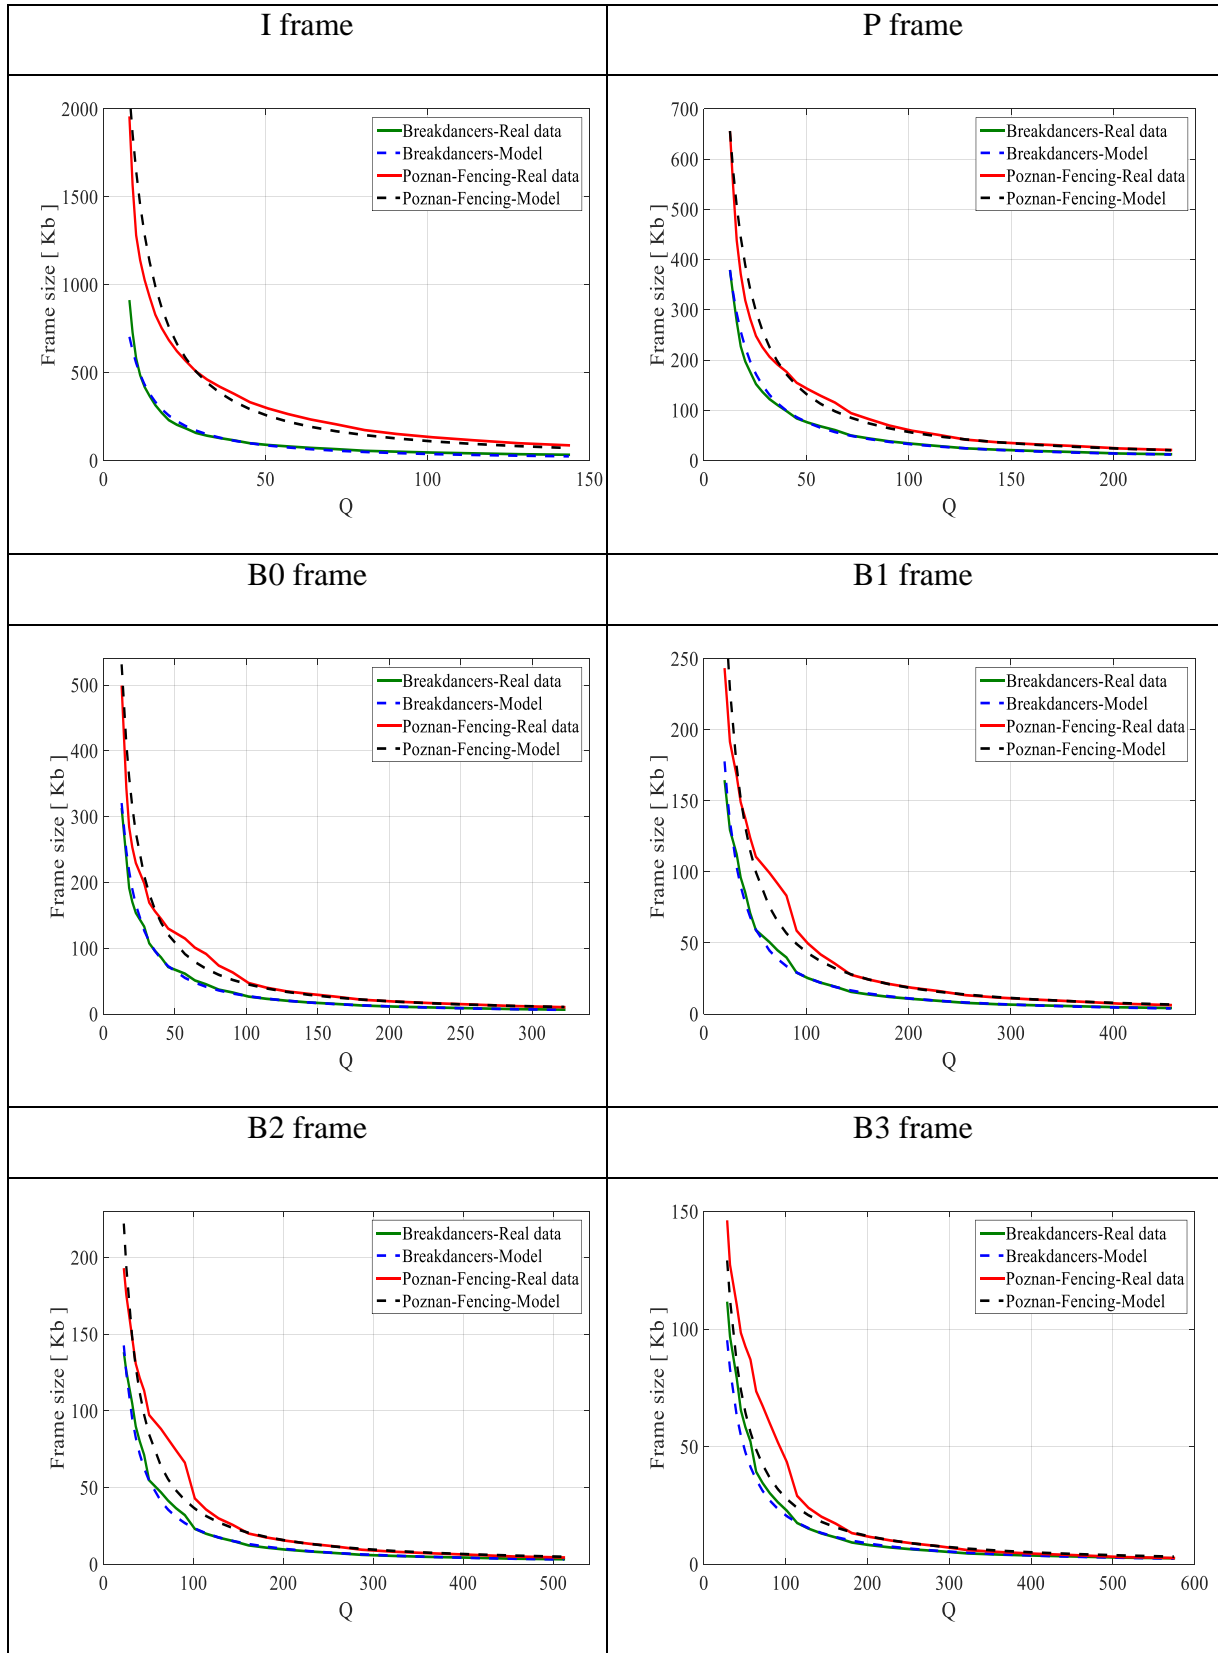 I frame
P frame
2000
1500
1000
500
0
0
50
100
150
Frame size [ Kb ]
Q
Breakdancers-Real data
Breakdancers-Model
Poznan-Fencing-Real data
Poznan-Fencing-Model
700
600
500
400
300
200
100
0
0
50
100
150
200
Frame size [ Kb ]
Q
Breakdancers-Real data
Breakdancers-Model
Poznan-Fencing-Real data
Poznan-Fencing-Model
B0 frame
B1 frame
500
400
300
200
100
0
0
50
100
150
200
250
300
Frame size [ Kb ]
Q
Breakdancers-Real data
Breakdancers-Model
Poznan-Fencing-Real data
Poznan-Fencing-Model
250
200
150
100
50
0
0
100
200
300
400
Frame size [ Kb ]
Q
Breakdancers-Real data
Breakdancers-Model
Poznan-Fencing-Real data
Poznan-Fencing-Model
B2 frame
B3 frame
200
150
100
50
0
0
100
200
300
400
500
Frame size [ Kb ]
Q
Breakdancers-Real data
Breakdancers-Model
Poznan-Fencing-Real data
Poznan-Fencing-Model
150
100
50
0
0
100
200
300
400
500
600
Frame size [ Kb ]
Q
Breakdancers-Real data
Breakdancers-Model
Poznan-Fencing-Real data
Poznan-Fencing-Model